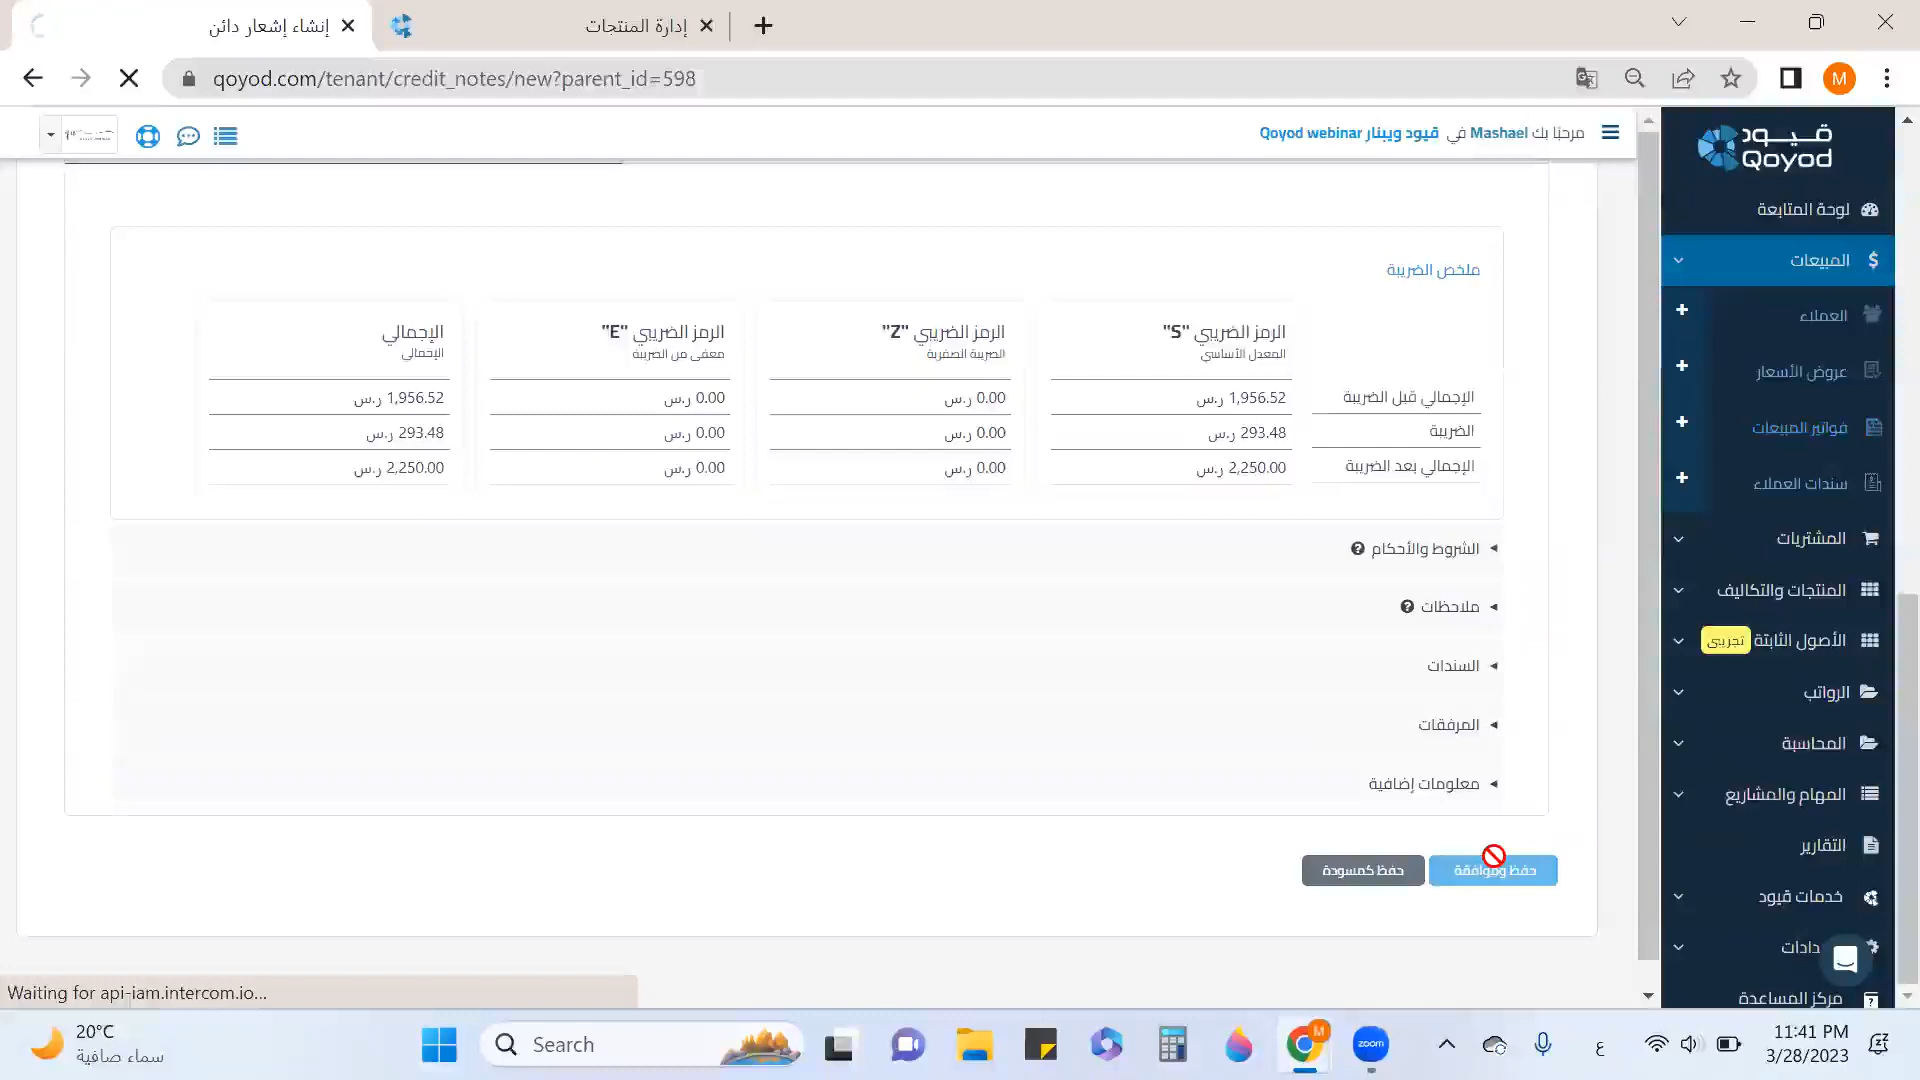 إنشاء إشعار دائن
إدارة المنتجات
qoyod.com/tenant/credit_notes/new?parent_id=598
M
مرحبًا بك Mashael في قيود ويبنار Qoyod webinar
قيود
Qoyod
لوحة المتابعة
المبيعات
العملاء
عروض الأسعار
فواتير المبيعات
سندات العملاء
المشتريات
المنتجات والتكاليف
الأصول الثابتة تجريبي
الرواتب
المحاسبة
المهام والمشاريع
التقارير
خدمات قيود
دادات
مركز المساعدة
ملخص الضريبة
الرمز الضريبي "S" الرمز الضريبي "Z" الرمز الضريبي "E" الإجمالي
المعدل الأساسي الضريبة الصفرية معفى من الضريبة الإجمالي
الإجمالي قبل الضريبة 1,956.52 ر.س 0.00 ر.س 0.00 ر.س 1,956.52 ر.س
الضريبة 293.48 ر.س 0.00 ر.س 0.00 ر.س 293.48 ر.س
الإجمالي بعد الضريبة 2,250.00 ر.س 0.00 ر.س 0.00 ر.س 2,250.00 ر.س
الشروط والأحكام
ملاحظات
السندات
المرفقات
معلومات إضافية
حفظ وموافقة حفظ كمسودة
Waiting for api-iam.intercom.io...
20°C
سماء صافية
Search
M
zoom
ع
11:41 PM
3/28/2023